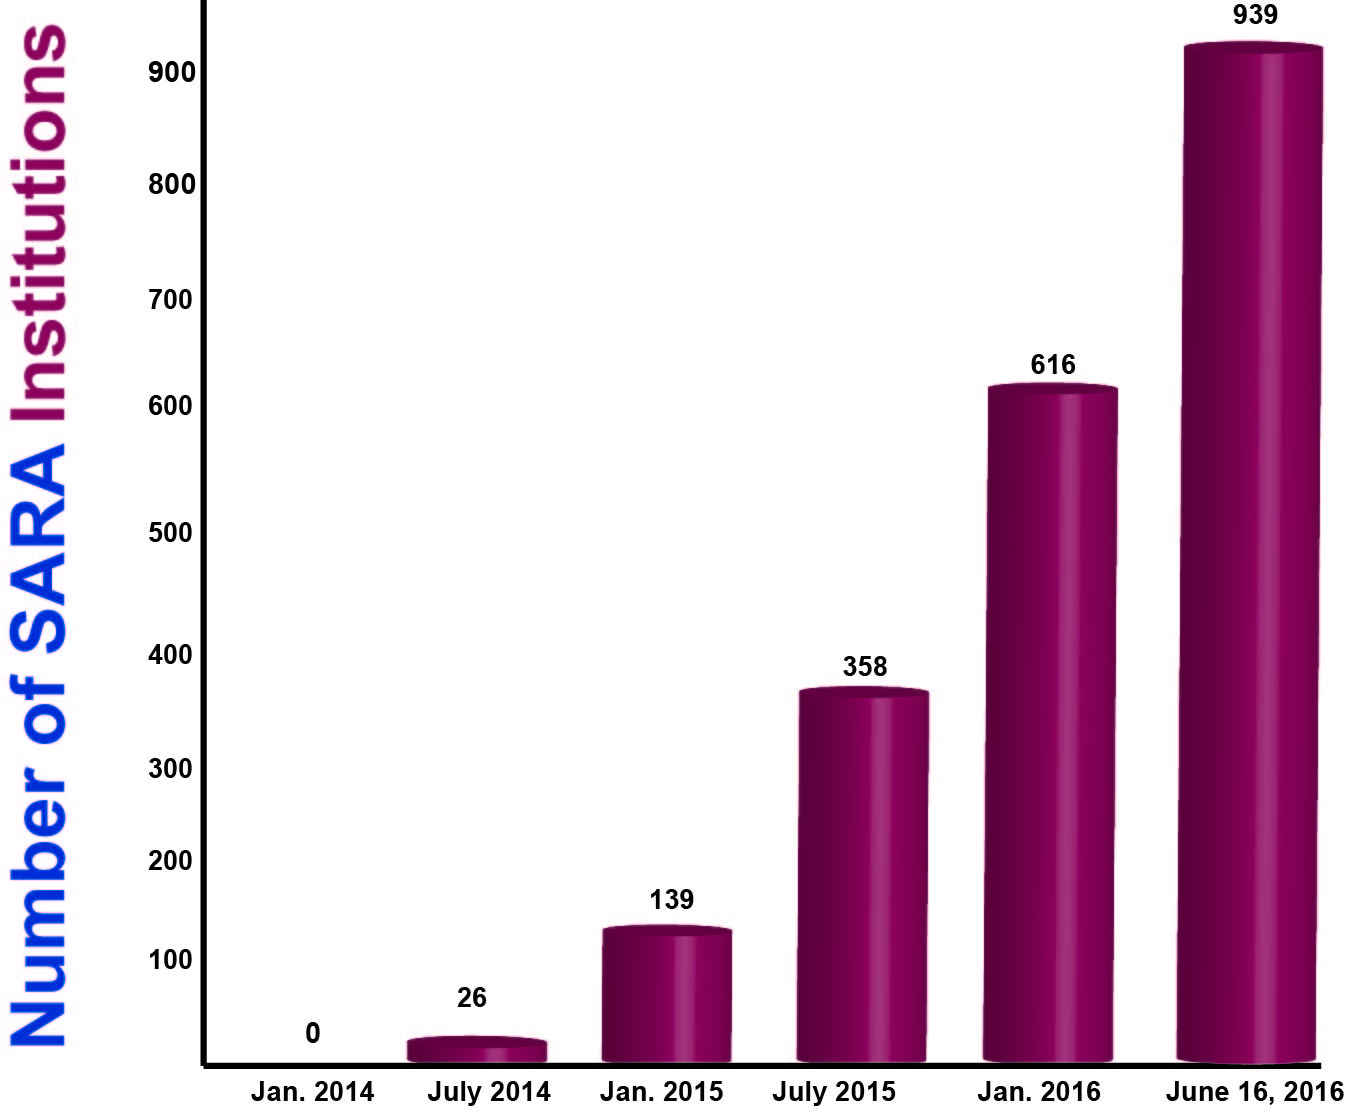 Number of SARA Institutions
900
800
700
600
500
400
300
200
100
0
26
139
358
616
939
Jan. 2014
July 2014
Jan. 2015
July 2015
Jan. 2016
June 16, 2016